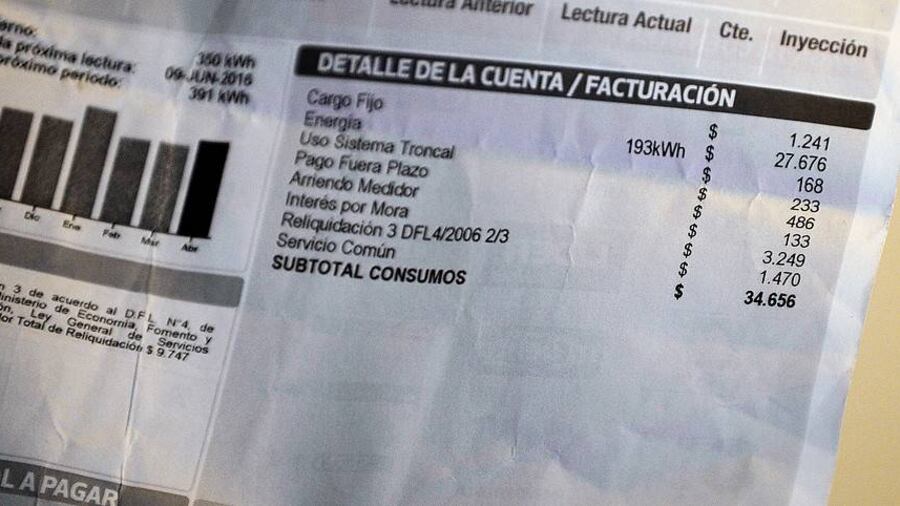 Lectura Anterior Lectura Actual Cte. Inyección
la próxima lectura: 350 kWh
próximo periodo: 09-JUN-2016
391 kWh
Dic Ene Feb Mar Abr
3 de acuerdo al D.F.L. N°4, de
Ministerio de Economía, Fomento y
Ley General de Servicios
Total de Reliquidación $ 9.747
A PAGAR
DETALLE DE LA CUENTA / FACTURACIÓN
Cargo Fijo $ 1.241
Energía 193kWh $ 27.676
Uso Sistema Troncal $ 168
Pago Fuera Plazo $ 233
Arriendo Medidor $ 486
Interés por Mora $ 133
Reliquidación 3 DFL4/2006 2/3 $ 3.249
Servicio Común $ 1.470
SUBTOTAL CONSUMOS $ 34.656